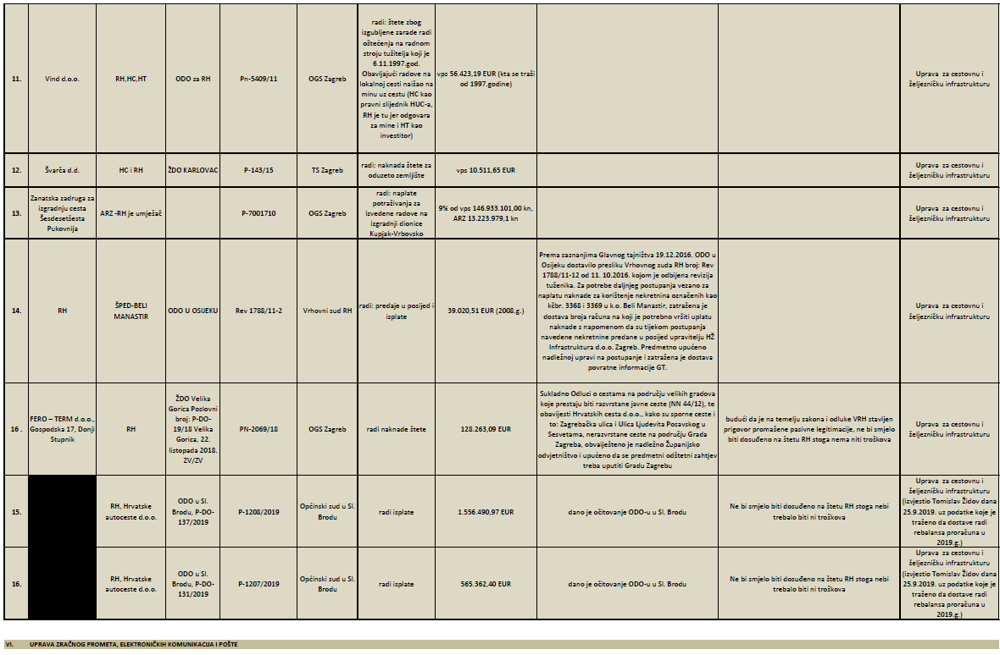 11.
Vind d.o.o.
RH,HC,HT
ODO za RH
Pn-5409/11
OGS Zagreb
radi: štete zbog
izgubljene zarade radi
oštećenja na radnom
stroju tužitelja koji je
6.11.1997.god.
Obavljajući radove na
lokalnoj cesti naišao na
minu uz cestu (HC kao
pravni slijednik HUC-a,
RH je tu jer odgovara
za mine i HT kao
investitor)
vps 56.423,19 EUR (kta se traži
od 1997.godine)
Uprava za cestovnu i
željezničku infrastrukturu
12.
Švarča d.d.
HC i RH
ŽDO KARLOVAC
P-143/15
TS Zagreb
radi: naknada štete za
oduzeto zemljište
vps 10.511,65 EUR
Uprava za cestovnu i
željezničku infrastrukturu
13.
Zanatska zadruga za
izgradnju cesta
Šesdesetšesta
Pukovnija
ARZ -RH je umješač
P-7001710
OGS Zagreb
radi: naplate
potraživanja za
izvedene radove na
izgradnji dionice
Kupjak-Vrbovsko
9% od vps 146.933.101,00 kn,
ARZ 13.223.979,1 kn
Uprava za cestovnu i
željezničku infrastrukturu
14.
RH
ŠPED-BELI
MANASTIR
ODO U OSIJEKU
Rev 1788/11-2
Vrhovni sud RH
radi: predaje u posjed i
isplate
39.020,51 EUR (2008.g.)
Prema saznanjima Glavnog tajništva 19.12.2016. ODO u
Osijeku dostavilo presliku Vrhovnog suda RH broj: Rev
1788/11-12 od 11. 10.2016. kojom je odbijena revizija
tuženika. Za potrebe daljnjeg postupanja vezano za
naplatu naknade za korištenje nekretnina označenih kao
kčbr. 3368 i 3369 u k.o. Beli Manastir, zatražena je
dostava broja računa na koji je potrebno vršiti uplatu
naknade s napomenom da su tijekom postupanja
navedene nekretnine predane u posjed upravitelju HŽ
Infrastruktura d.o.o. Zagreb. Predmetno upućeno
nadležnoj upravi na postupanje i zatražena je dostava
povratne informacije GT.
Uprava za cestovnu i
željezničku infrastrukturu
16 .
FERO – TERM d.o.o.,
Gospodska 17, Donji
Stupnik
RH
ŽDO Velika
Gorica Poslovni
broj: P-DO-
19/18 Velika
Gorica, 22.
listopada 2018.
ZV/ZV
PN-2069/18
OGS Zagreb
radi naknade štete
128.263,09 EUR
Sukladno Odluci o cestama na području velikih gradova
koje prestaju biti razvrstane javne ceste (NN 44/12), te
obavijesti Hrvatskih cesta d.o.o., kako su sporne ceste i
to: Zagrebačka ulica i Ulica Ljudevita Posavskog u
Sesvetama, nerazvrstane ceste na području Grada
Zagreba, obvaiješteno je nadležno Županijsko
odvjetništvo i upućeno da se predmetni odštetni zahtjev
treba uputiti Gradu Zagrebu
budući da je na temelju zakona i odluke VRH stavljen
prigovor promašene pasivne legitimacije, ne bi smjelo
biti dosuđeno na štetu RH stoga nema niti troškova
Uprava za cestovnu i
željezničku infrastrukturu
15.
RH, Hrvatske
autoceste d.o.o.
ODO u Sl.
Brodu, P-DO-
137/2019
P-1208/2019
Općinski sud u Sl.
Brodu
radi isplate
1.556.490,97 EUR
dano je očitovanje ODO-u u Sl. Brodu
Ne bi smjelo biti dosuđeno na štetu RH stoga nebi
trebalo biti ni troškova
Uprava za cestovnu i
željezničku infrastrukturu
(izvjestio Tomislav Židov dana
25.9.2019. uz podatke koje je
traženo da dostave radi
rebalansa proračuna u
2019.g.)
16.
RH, Hrvatske
autoceste d.o.o.
ODO u Sl.
Brodu, P-DO-
131/2019
P-1207/2019
Općinski sud u Sl.
Brodu
radi isplate
565.362,40 EUR
dano je očitovanje ODO-u u Sl. Brodu
Ne bi smjelo biti dosuđeno na štetu RH stoga nebi
trebalo biti ni troškova
Uprava za cestovnu i
željezničku infrastrukturu
(izvjestio Tomislav Židov dana
25.9.2019. uz podatke koje je
traženo da dostave radi
rebalansa proračuna u
2019.g.)
VI. UPRAVA ZRAČNOG PROMETA, ELEKTRONIČKIH KOMUNIKACIJA I POŠTE